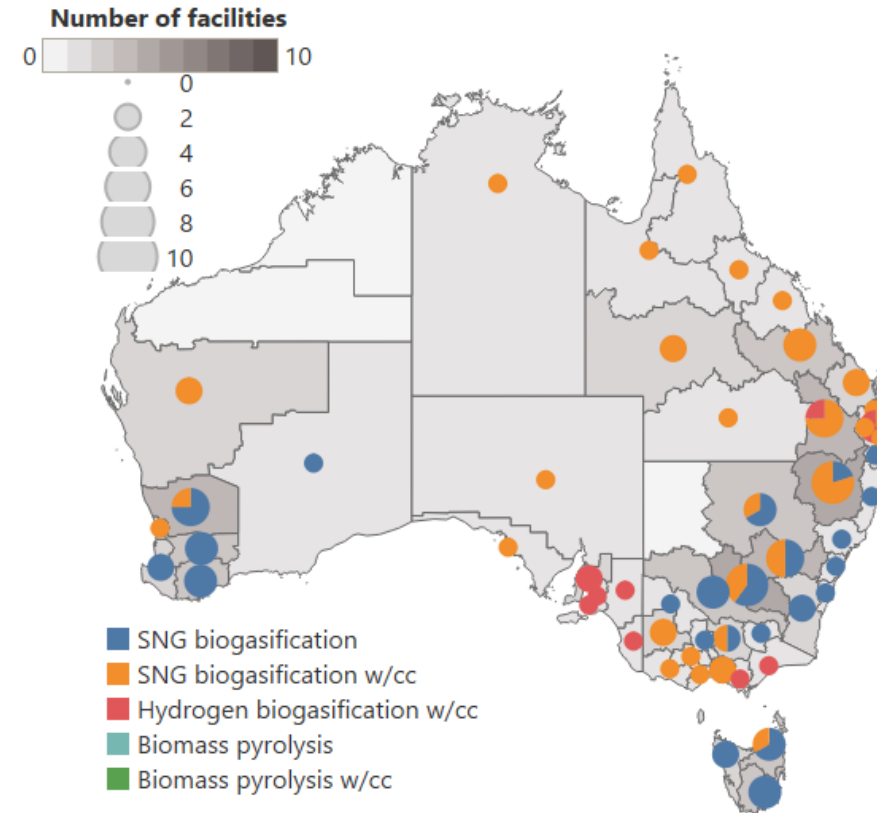 Number of facilities
0 10
0
2
4
6
8
10
SNG biogasification
SNG biogasification w/cc
Hydrogen biogasification w/cc
Biomass pyrolysis
Biomass pyrolysis w/cc